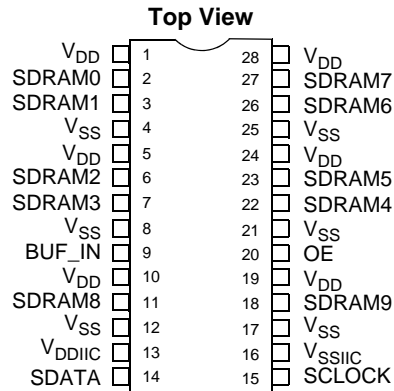 Top View
VDD 1 28 VDD
SDRAM0 2 27 SDRAM7
SDRAM1 3 26 SDRAM6
VSS 4 25 VSS
VDD 5 24 VDD
SDRAM2 6 23 SDRAM5
SDRAM3 7 22 SDRAM4
VSS 8 21 VSS
BUF_IN 9 20 OE
VDD 10 19 VDD
SDRAM8 11 18 SDRAM9
VSS 12 17 VSS
VDDIIC 13 16 VSSIIC
SDATA 14 15 SCLOCK